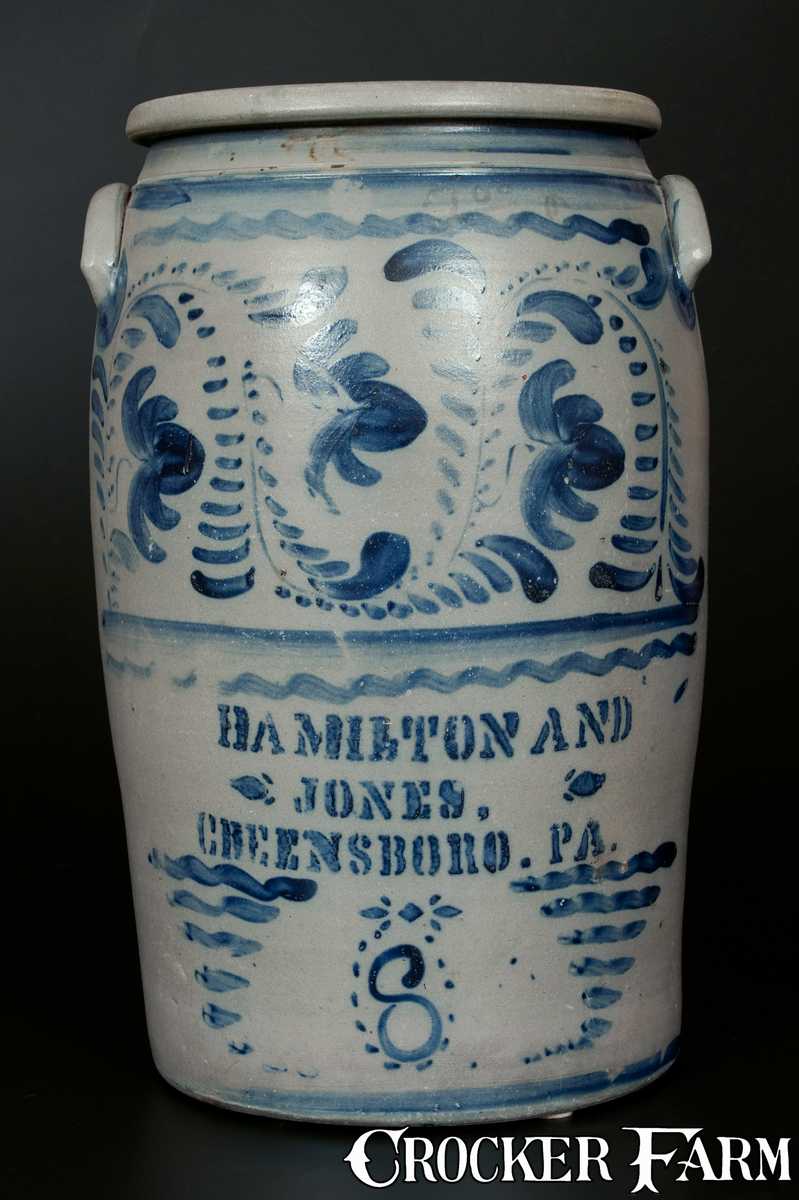 HAMILTON AND
JONES,
GREENSBORO. PA.
8
CROCKER FARM